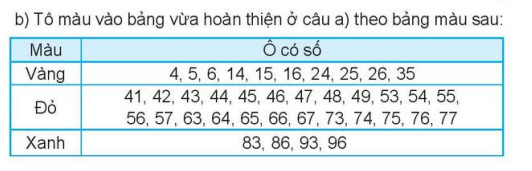 b) Tô màu vào bảng vừa hoàn thiện ở câu a) theo bảng màu sau:
Màu Ô có số
Vàng 4, 5, 6, 14, 15, 16, 24, 25, 26, 35
Đỏ 41, 42, 43, 44, 45, 46, 47, 48, 49, 53, 54, 55,
56, 57, 63, 64, 65, 66, 67, 73, 74, 75, 76, 77
Xanh 83, 86, 93, 96